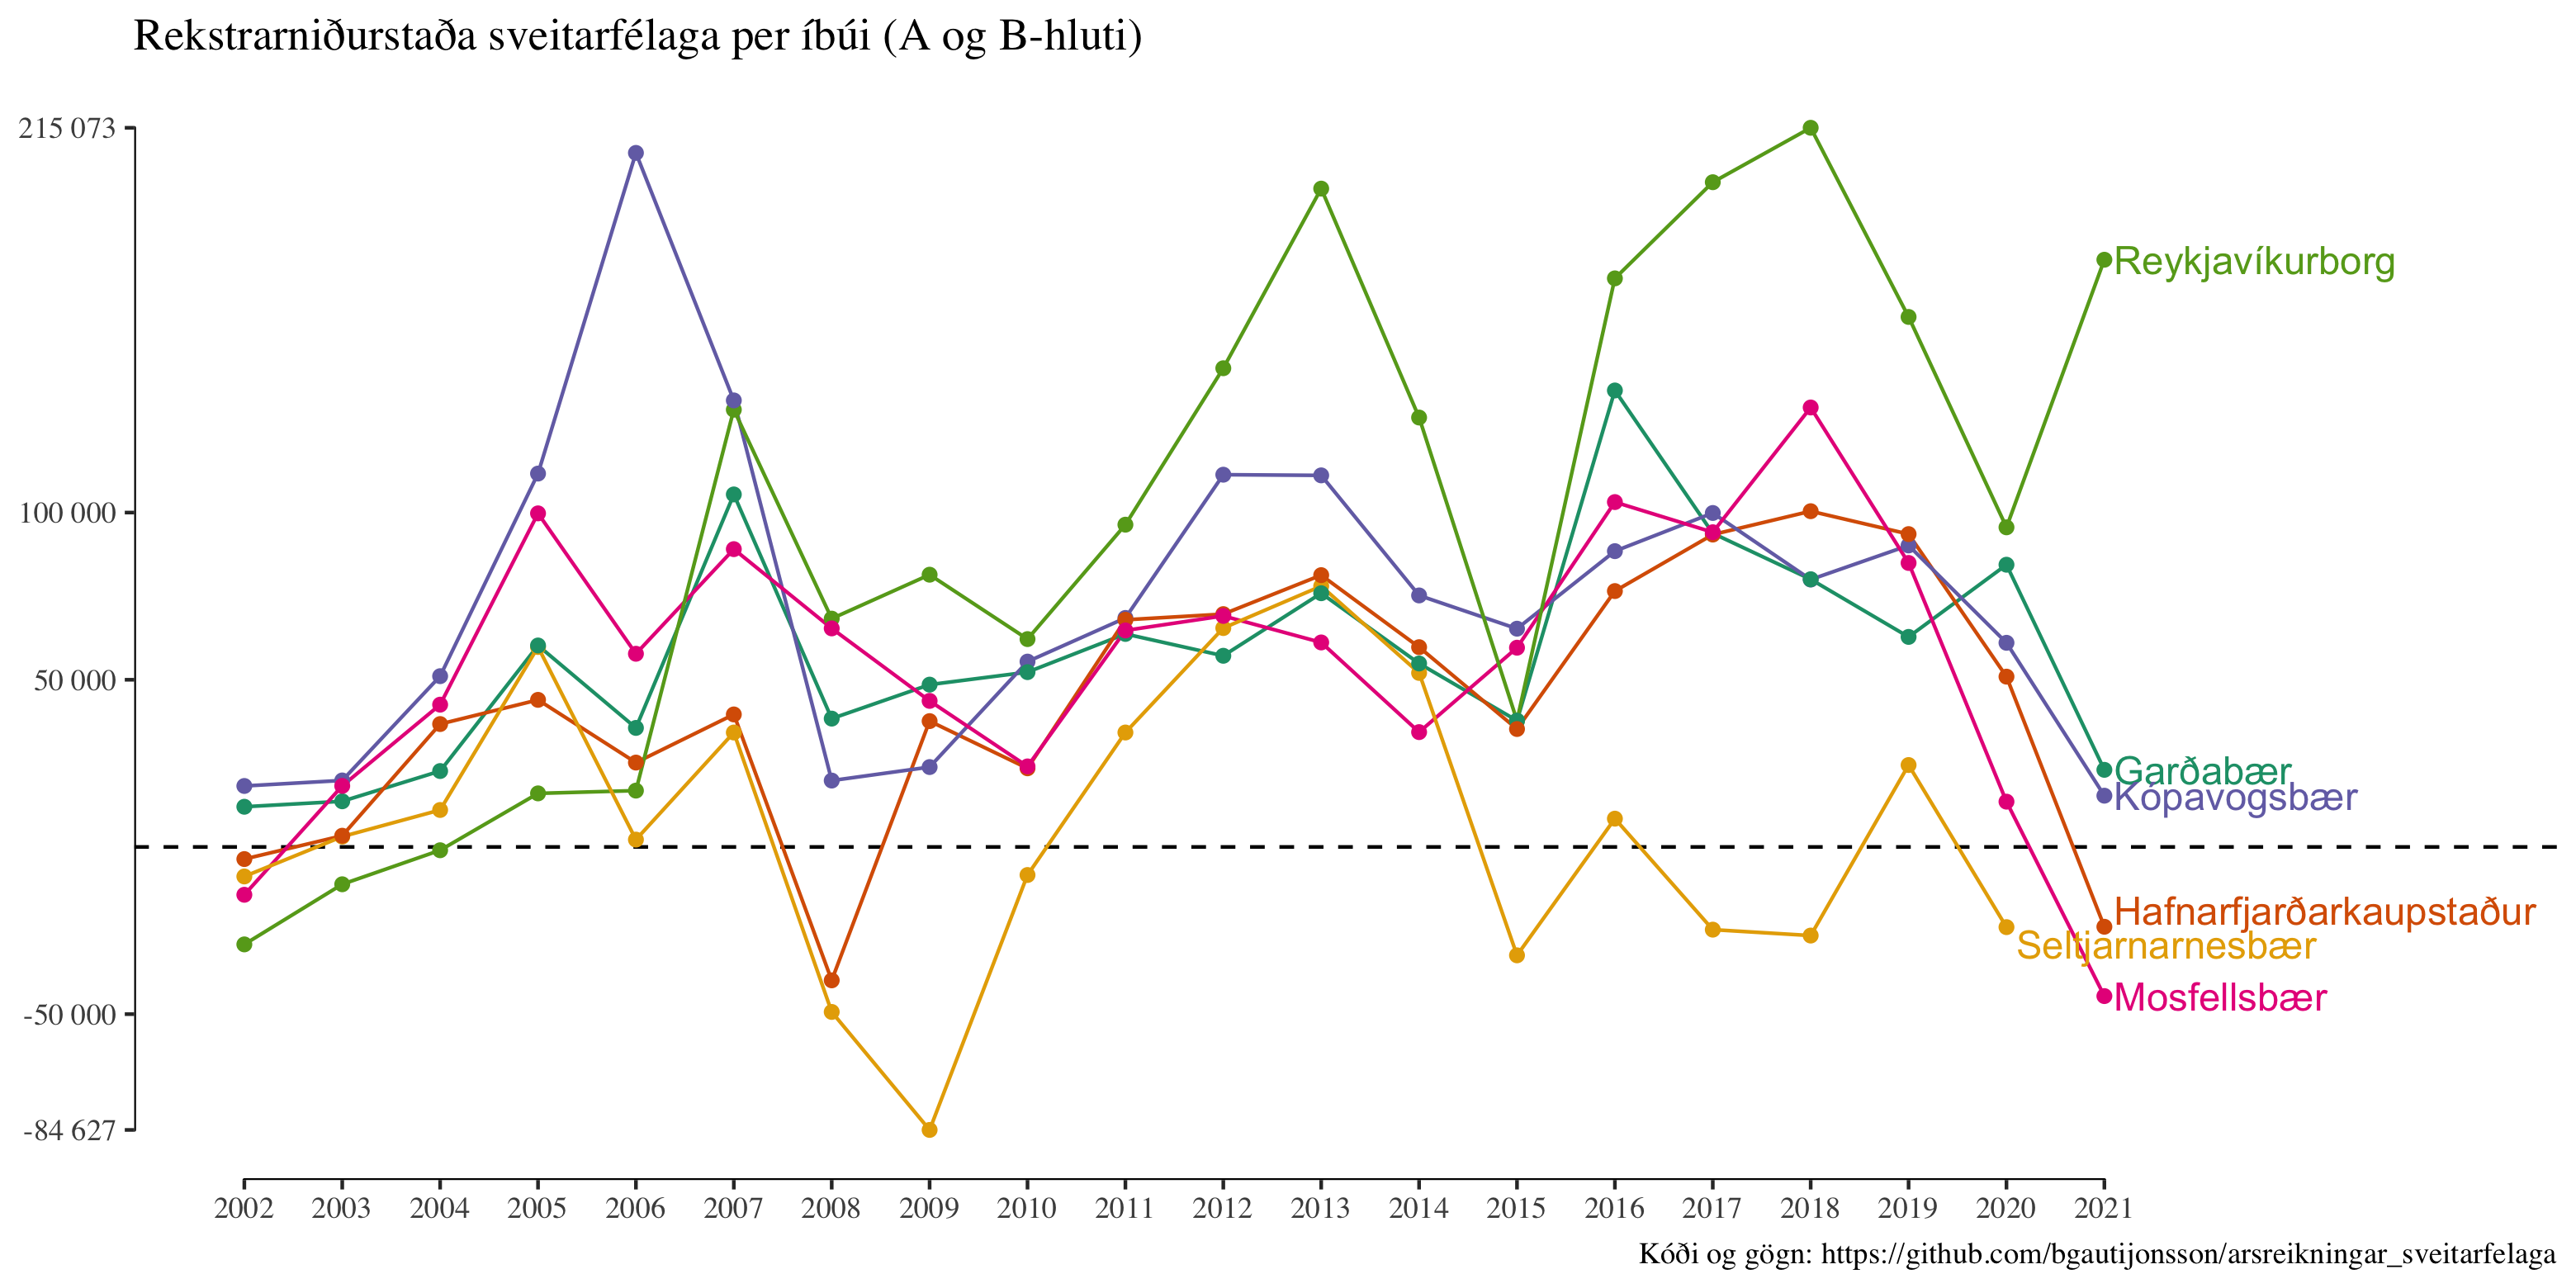 Rekstrarniðurstaða sveitarfélaga per íbúi (A og B-hluti)
215 073
100 000
50 000
-50 000
-84 627
Reykjavíkurborg
Garðabær
Kópavogsbær
Hafnarfjarðarkaupstaður
Seltjarnarnesbær
Mosfellsbær
2002 2003 2004 2005 2006 2007 2008 2009 2010 2011 2012 2013 2014 2015 2016 2017 2018 2019 2020 2021
Kóði og gögn: https://github.com/bgautijonsson/arsreikningar_sveitarfelaga